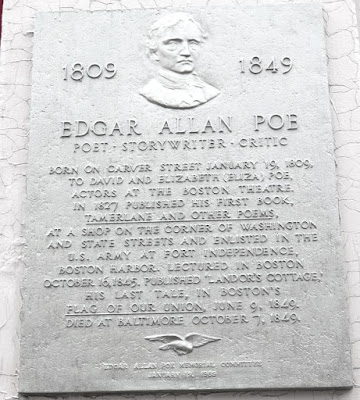 1809 1849
EDGAR ALLAN POE
POET · STORYWRITER · CRITIC
BORN ON CARVER STREET JANUARY 19, 1809,
TO DAVID AND ELIZABETH (ELIZA) POE,
ACTORS AT THE BOSTON THEATRE.
IN 1827 PUBLISHED HIS FIRST BOOK,
TAMERLANE AND OTHER POEMS,
AT A SHOP ON THE CORNER OF WASHINGTON
AND STATE STREETS AND ENLISTED IN THE
U.S. ARMY AT FORT INDEPENDENCE,
BOSTON HARBOR. LECTURED IN BOSTON
OCTOBER 16, 1845. PUBLISHED "LANDOR'S COTTAGE,"
HIS LAST TALE, IN BOSTON'S
FLAG OF OUR UNION, JUNE 9, 1849.
DIED AT BALTIMORE OCTOBER 7, 1849.
EDGAR ALLAN POE MEMORIAL COMMITTEE
JANUARY 1989